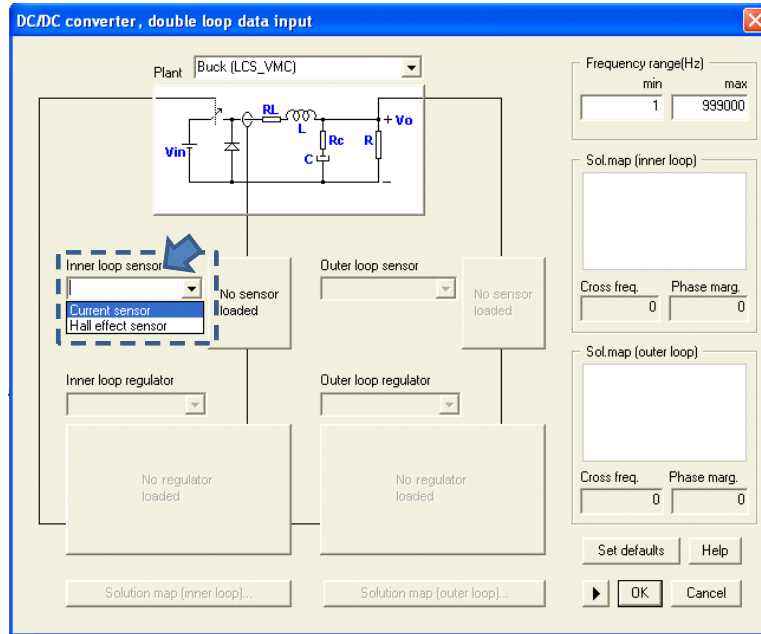 DC/DC converter, double loop data input
Plant
Buck (LCS_VMC)
RL
L
+ Vo
Rc
R
Vin
C
−
Inner loop sensor
Current sensor
Hall effect sensor
No sensor
loaded
Outer loop sensor
No sensor
loaded
Inner loop regulator
No regulator
loaded
Outer loop regulator
No regulator
loaded
Solution map (inner loop)...
Solution map (outer loop)...
Frequency range(Hz)
min max
1 999000
Sol.map (inner loop)
Cross freq. Phase marg.
0 0
Sol.map (outer loop)
Cross freq. Phase marg.
0 0
Set defaults
Help
OK
Cancel